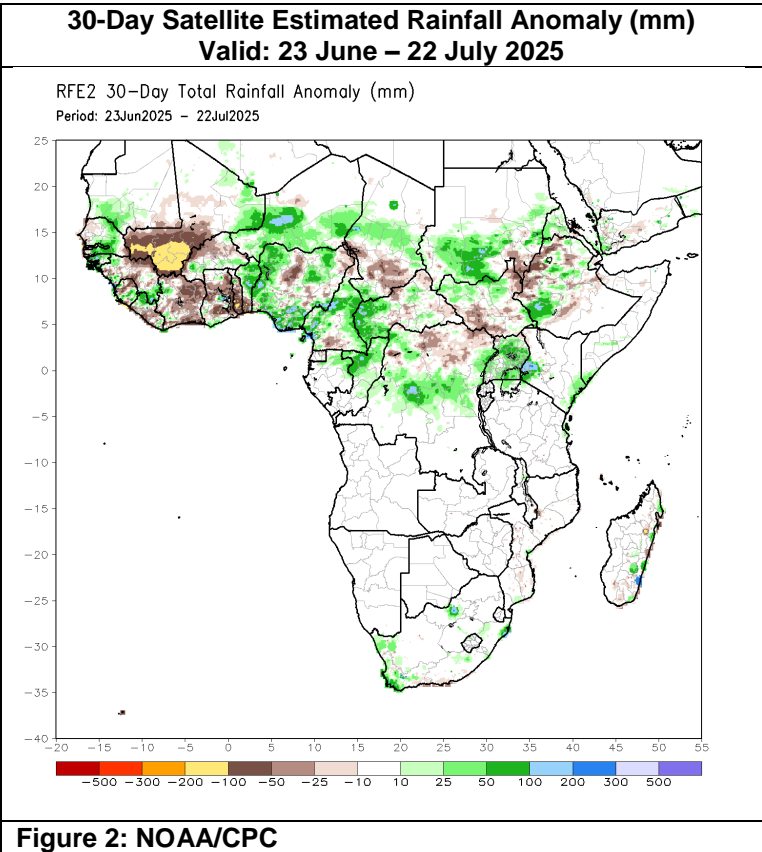 30-Day Satellite Estimated Rainfall Anomaly (mm)
Valid: 23 June – 22 July 2025
RFE2 30-Day Total Rainfall Anomaly (mm)
Period: 23Jun2025 – 22Jul2025
25
20
15
10
5
0
−5
−10
−15
−20
−25
−30
−35
−40
−20 −15 −10 −5 0 5 10 15 20 25 30 35 40 45 50 55
−500 −300 −200 −100 −50 −25 −10 10 25 50 100 200 300 500
Figure 2: NOAA/CPC